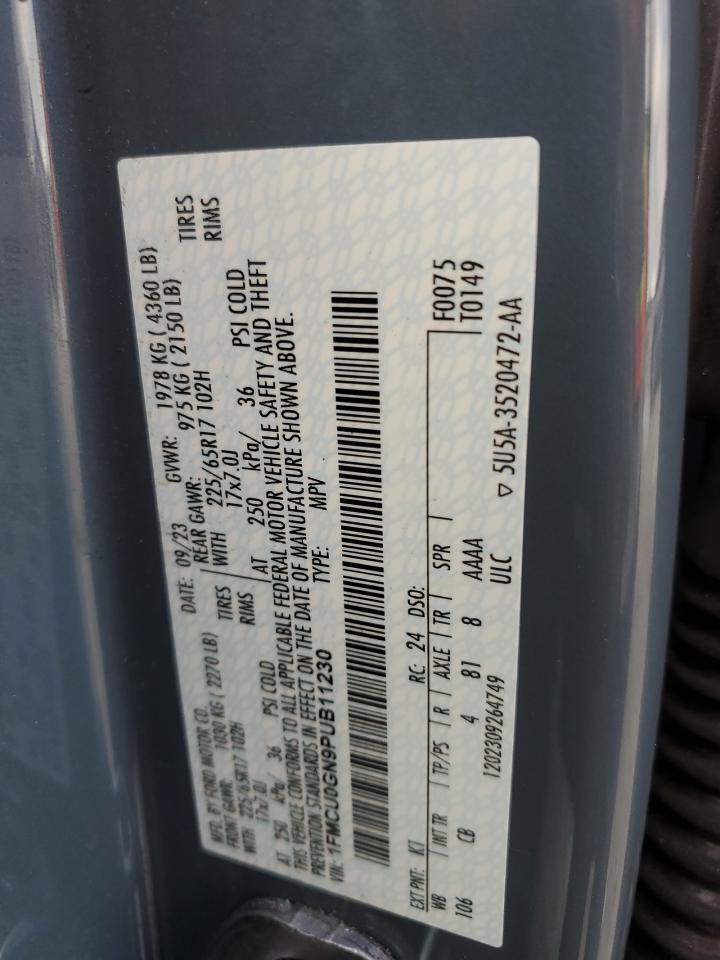 MFD. BY FORD MOTOR CO.
DATE: 09/23 GVWR: 1978 KG ( 4360 LB)
FRONT GAWR: 1030 KG ( 2270 LB) REAR GAWR: 975 KG ( 2150 LB)
WITH 225/65R17 102H TIRES WITH 225/65R17 102H TIRES
17x7.0J RIMS 17x7.0J RIMS
AT 250 kPa/ 36 PSI COLD AT 250 kPa/ 36 PSI COLD
THIS VEHICLE CONFORMS TO ALL APPLICABLE FEDERAL MOTOR VEHICLE SAFETY AND THEFT
PREVENTION STANDARDS IN EFFECT ON THE DATE OF MANUFACTURE SHOWN ABOVE.
VIN: 1FMCU0GN9PUB11230 TYPE: MPV
EXT PNT: K1 RC: 24 DSO: F0075
WB INT TR TP/PS R AXLE TR SPR T0149
106 CB 4 81 8 AAAA
1202309264749 ULC ▽ 5U5A-3520472-AA